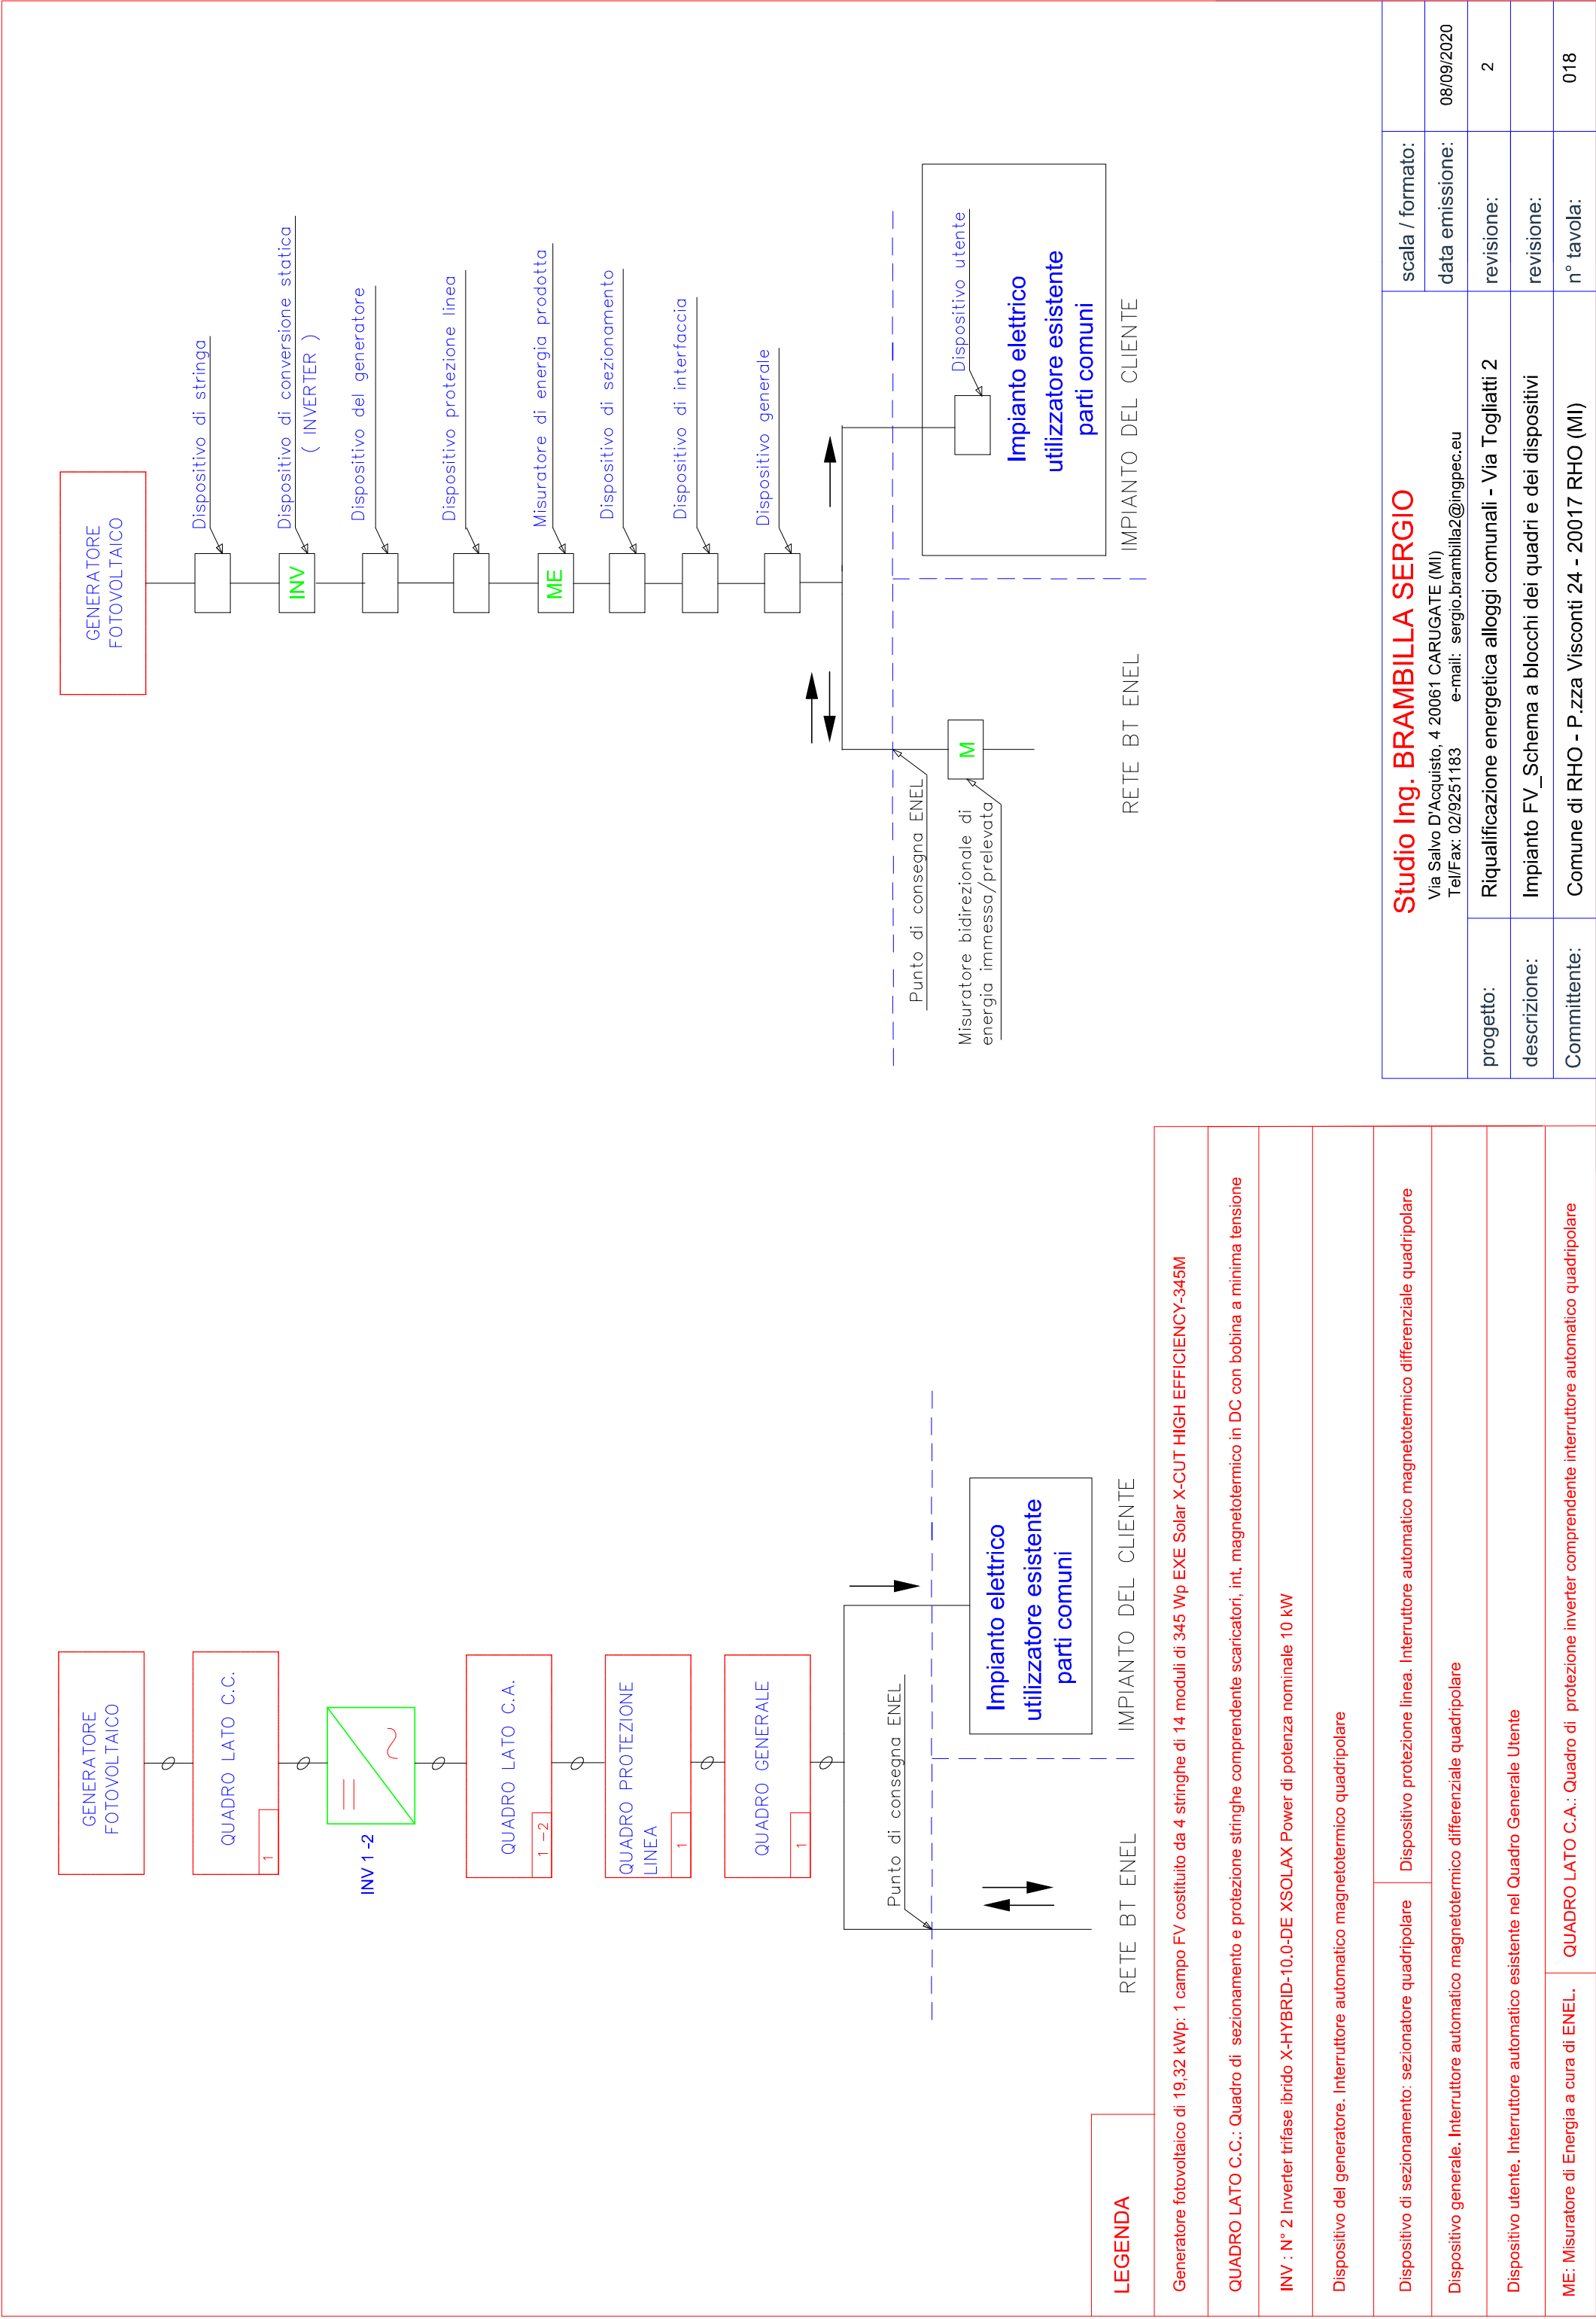 GENERATORE
FOTOVOLTAICO
QUADRO LATO C.C.
1
INV 1 -2
QUADRO LATO C.A.
1 -2
QUADRO PROTEZIONE
LINEA
1
QUADRO GENERALE
1
Punto di consegna ENEL
Impianto elettrico
utilizzatore esistente
parti comuni
RETE BT ENEL
IMPIANTO DEL CLIENTE
GENERATORE
FOTOVOLTAICO
Dispositivo di stringa
INV
Dispositivo di conversione statica
( INVERTER )
Dispositivo del generatore
Dispositivo protezione linea
ME
Misuratore di energia prodotta
Dispositivo di sezionamento
Dispositivo di interfaccia
Dispositivo generale
Punto di consegna ENEL
M
Misuratore bidirezionale di
energia immessa/prelevata
Dispositivo utente
Impianto elettrico
utilizzatore esistente
parti comuni
RETE BT ENEL
IMPIANTO DEL CLIENTE
LEGENDA
Generatore fotovoltaico di 19,32 kWp: 1 campo FV costituito da 4 stringhe di 14 moduli di 345 Wp EXE Solar X-CUT HIGH EFFICIENCY-345M
QUADRO LATO C.C.: Quadro di sezionamento e protezione stringhe comprendente scaricatori, int. magnetotermico in DC con bobina a minima tensione
INV : N° 2 Inverter trifase ibrido X-HYBRID-10.0-DE XSOLAX Power di potenza nominale 10 kW
Dispositivo del generatore. Interruttore automatico magnetotermico quadripolare
Dispositivo di sezionamento: sezionatore quadripolare
Dispositivo protezione linea. Interruttore automatico magnetotermico differenziale quadripolare
Dispositivo generale. Interruttore automatico magnetotermico differenziale quadripolare
Dispositivo utente. Interruttore automatico esistente nel Quadro Generale Utente
ME: Misuratore di Energia a cura di ENEL.
QUADRO LATO C.A.: Quadro di protezione inverter comprendente interruttore automatico quadripolare
Studio Ing. BRAMBILLA SERGIO
Via Salvo D'Acquisto, 4 20061 CARUGATE (MI)
Tel/Fax: 02/9251183 e-mail: sergio.brambilla2@ingpec.eu
scala / formato:
data emissione: 08/09/2020
progetto: Riqualificazione energetica alloggi comunali - Via Togliatti 2
revisione: 2
descrizione: Impianto FV_Schema a blocchi dei quadri e dei dispositivi
revisione:
Committente: Comune di RHO - P.zza Visconti 24 - 20017 RHO (MI)
n° tavola: 018